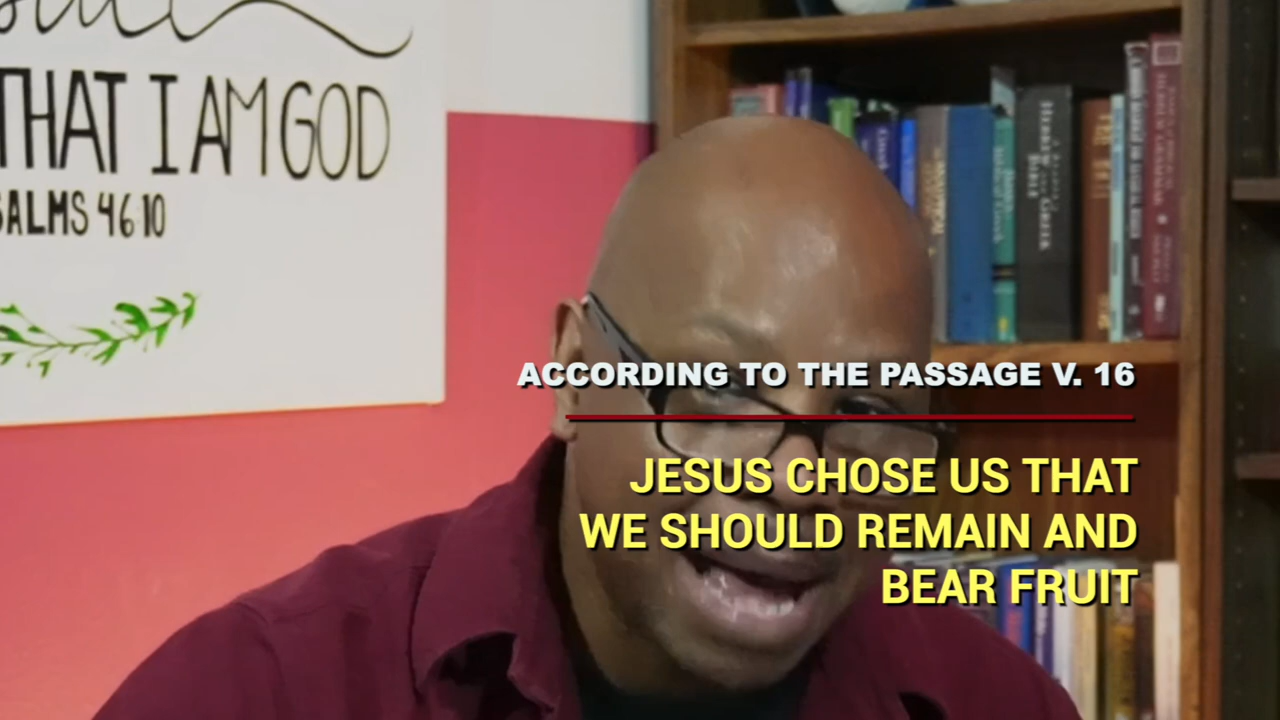 THAT I AM GOD
SALMS 46:10
ACCORDING TO THE PASSAGE V. 16
JESUS CHOSE US THAT
WE SHOULD REMAIN AND
BEAR FRUIT